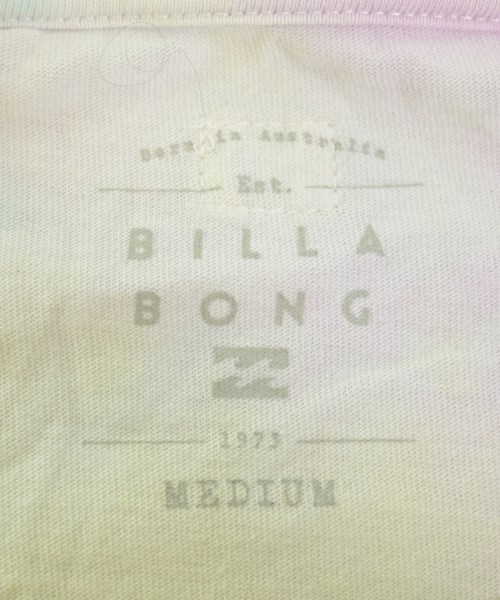 Born in Australia
Est.
BILLA
BONG
1973
MEDIUM